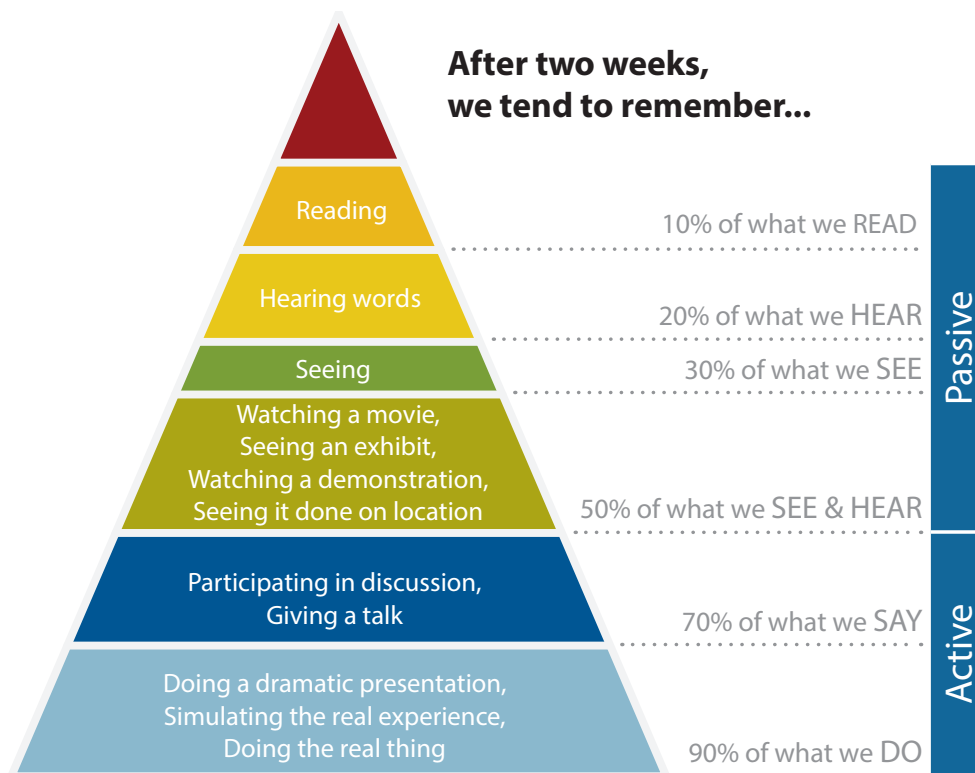 After two weeks,
we tend to remember...
Reading
10% of what we READ
Hearing words
20% of what we HEAR
Seeing
30% of what we SEE
Watching a movie,
Seeing an exhibit,
Watching a demonstration,
Seeing it done on location
50% of what we SEE & HEAR
Passive
Participating in discussion,
Giving a talk
70% of what we SAY
Doing a dramatic presentation,
Simulating the real experience,
Doing the real thing
90% of what we DO
Active